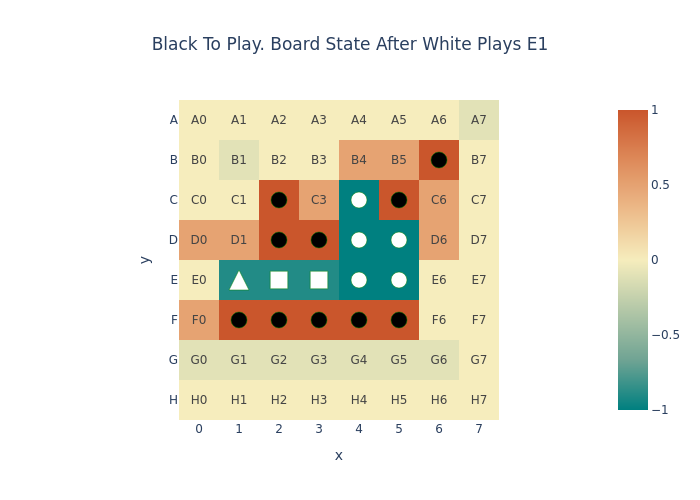 Black To Play. Board State After White Plays E1
A A0 A1 A2 A3 A4 A5 A6 A7
B B0 B1 B2 B3 B4 B5 B7
C C0 C1 C3 C6 C7
D D0 D1 D6 D7
E E0 E6 E7
F F0 F6 F7
G G0 G1 G2 G3 G4 G5 G6 G7
H H0 H1 H2 H3 H4 H5 H6 H7
0 1 2 3 4 5 6 7
x
y
1
0.5
0
−0.5
−1